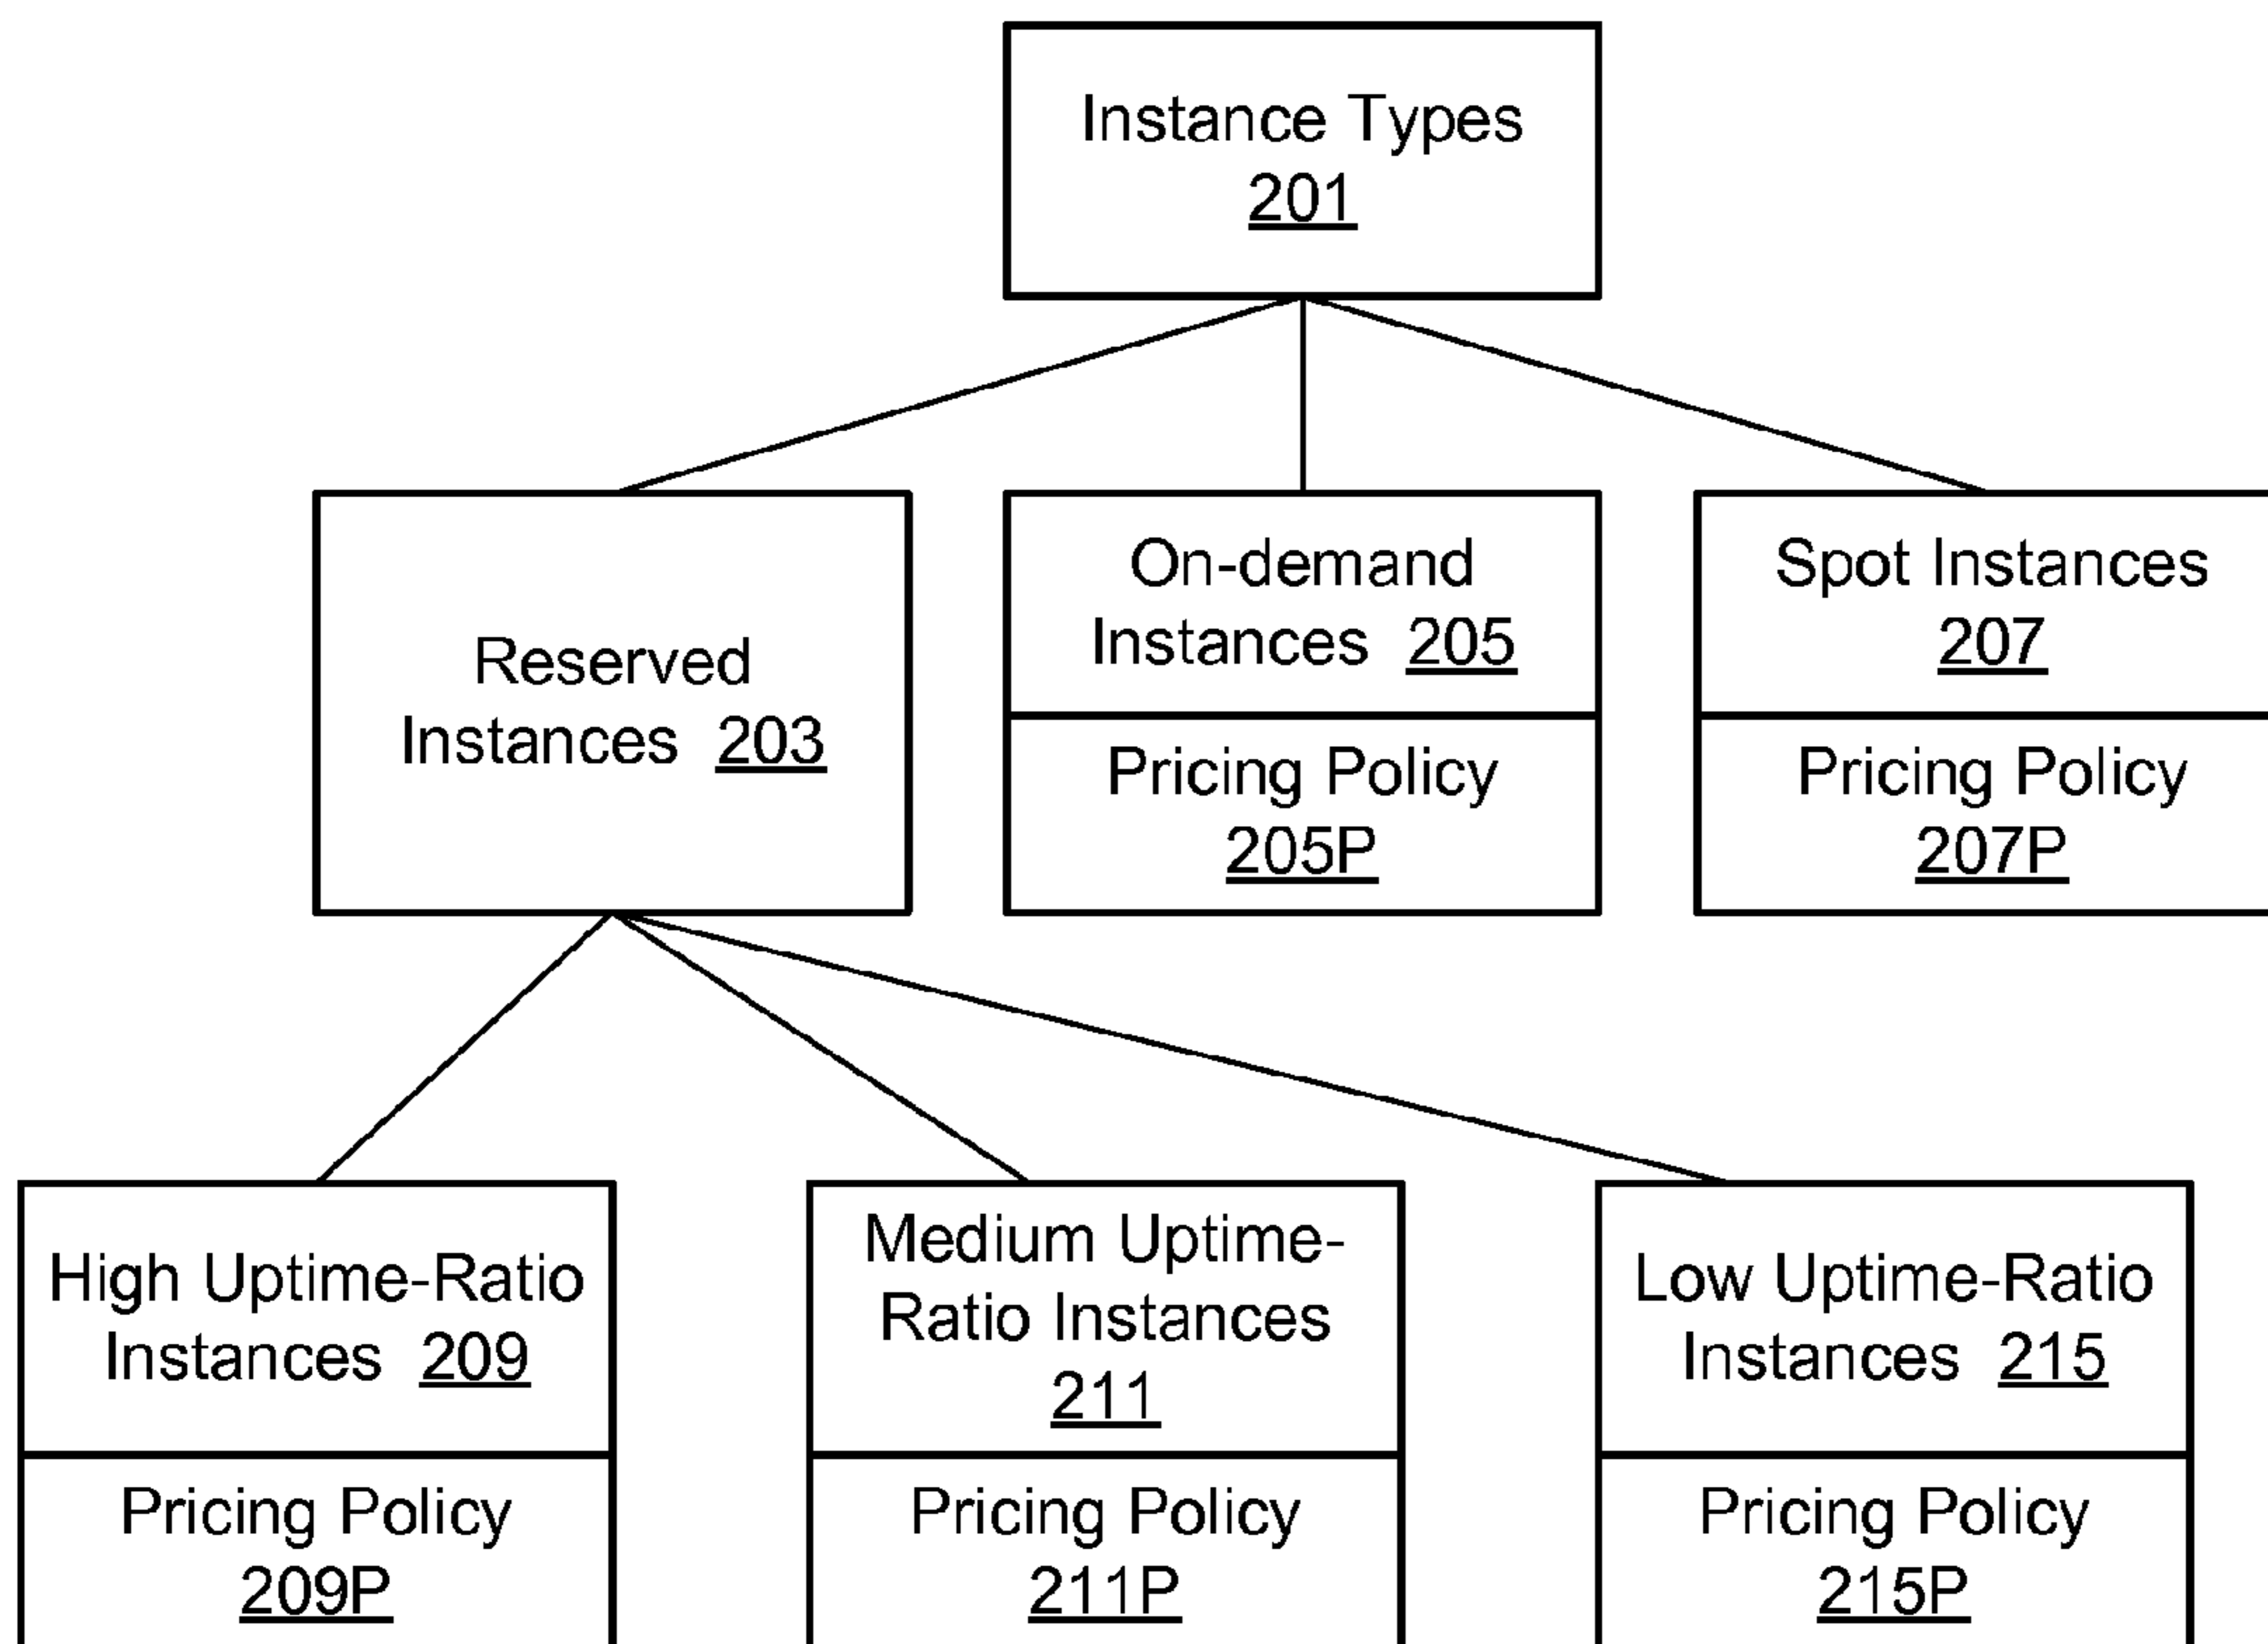 Instance Types
201
Reserved
Instances 203
On-demand
Instances 205
Pricing Policy
205P
Spot Instances
207
Pricing Policy
207P
High Uptime-Ratio
Instances 209
Pricing Policy
209P
Medium Uptime-
Ratio Instances
211
Pricing Policy
211P
Low Uptime-Ratio
Instances 215
Pricing Policy
215P